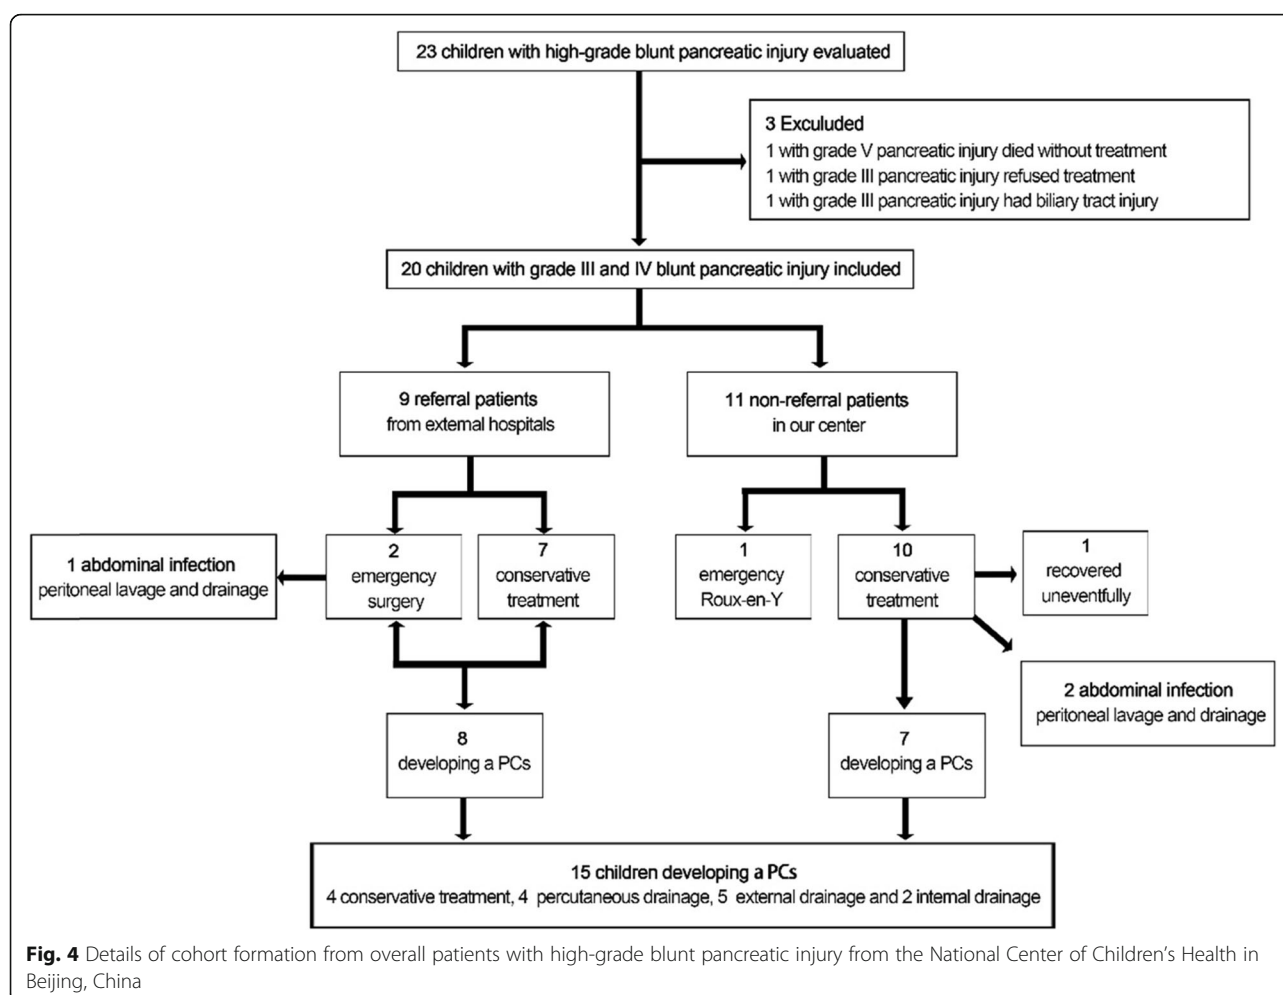 23 children with high-grade blunt pancreatic injury evaluated
3 Exculuded
1 with grade V pancreatic injury died without treatment
1 with grade III pancreatic injury refused treatment
1 with grade III pancreatic injury had biliary tract injury
20 children with grade III and IV blunt pancreatic injury included
9 referral patients
from external hospitals
11 non-referral patients
in our center
1 abdominal infection
peritoneal lavage and drainage
2
emergency
surgery
7
conservative
treatment
1
emergency
Roux-en-Y
10
conservative
treatment
1
recovered
uneventfully
2 abdominal infection
peritoneal lavage and drainage
8
developing a PCs
7
developing a PCs
15 children developing a PCs
4 conservative treatment, 4 percutaneous drainage, 5 external drainage and 2 internal drainage
Fig. 4 Details of cohort formation from overall patients with high-grade blunt pancreatic injury from the National Center of Children's Health in
Beijing, China